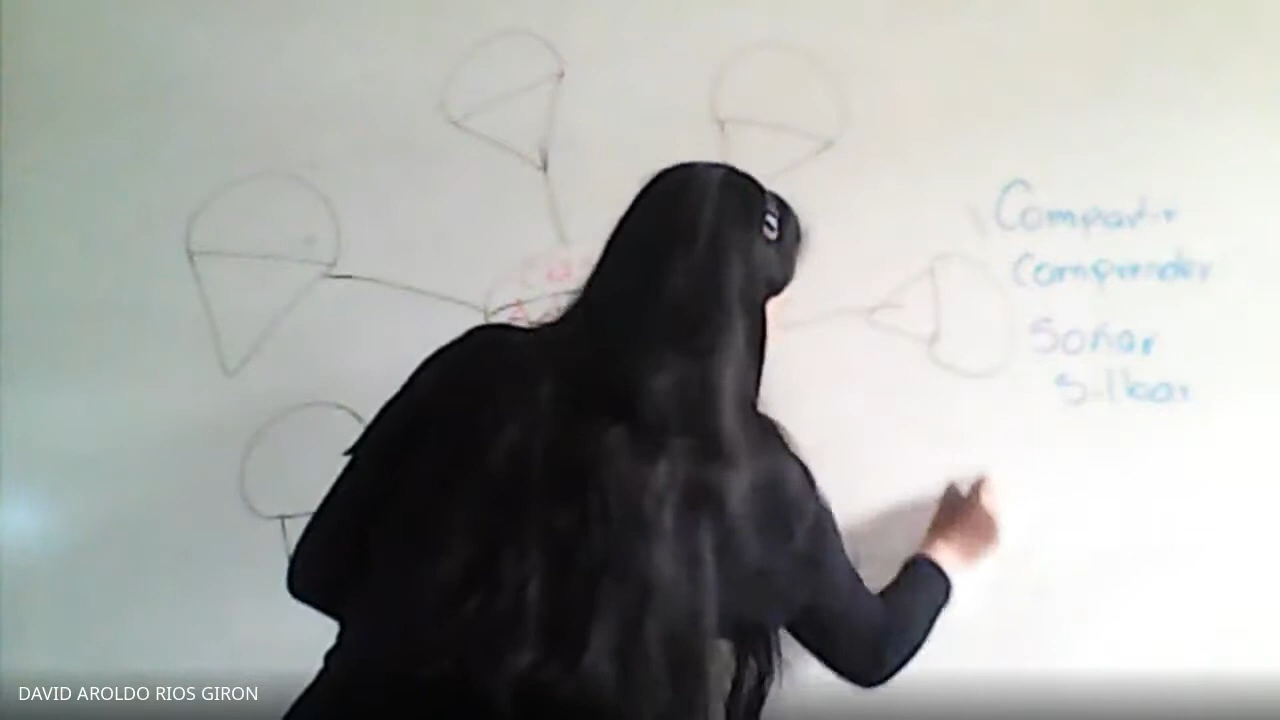 Compartir
Comprender
Soñar
Silbar
DAVID AROLDO RIOS GIRON